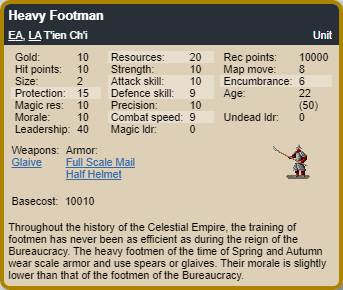 Heavy Footman
EA, LA T'ien Ch'i Unit
Gold: 10 Resources: 20 Rec points: 10000
Hit points: 10 Strength: 10 Map move: 8
Size: 2 Attack skill: 10 Encumbrance: 6
Protection: 15 Defence skill: 9 Age: 22
Magic res: 10 Precision: 10 (50)
Morale: 10 Combat speed: 9 Undead ldr: 0
Leadership: 40 Magic ldr: 0
Weapons: Armor:
Glaive Full Scale Mail
Half Helmet
Basecost: 10010
Throughout the history of the Celestial Empire, the training of
footmen has never been as efficient as during the reign of the
Bureaucracy. The heavy footmen of the time of Spring and Autumn
wear scale armor and use spears or glaives. Their morale is slightly
lower than that of the footmen of the Bureaucracy.